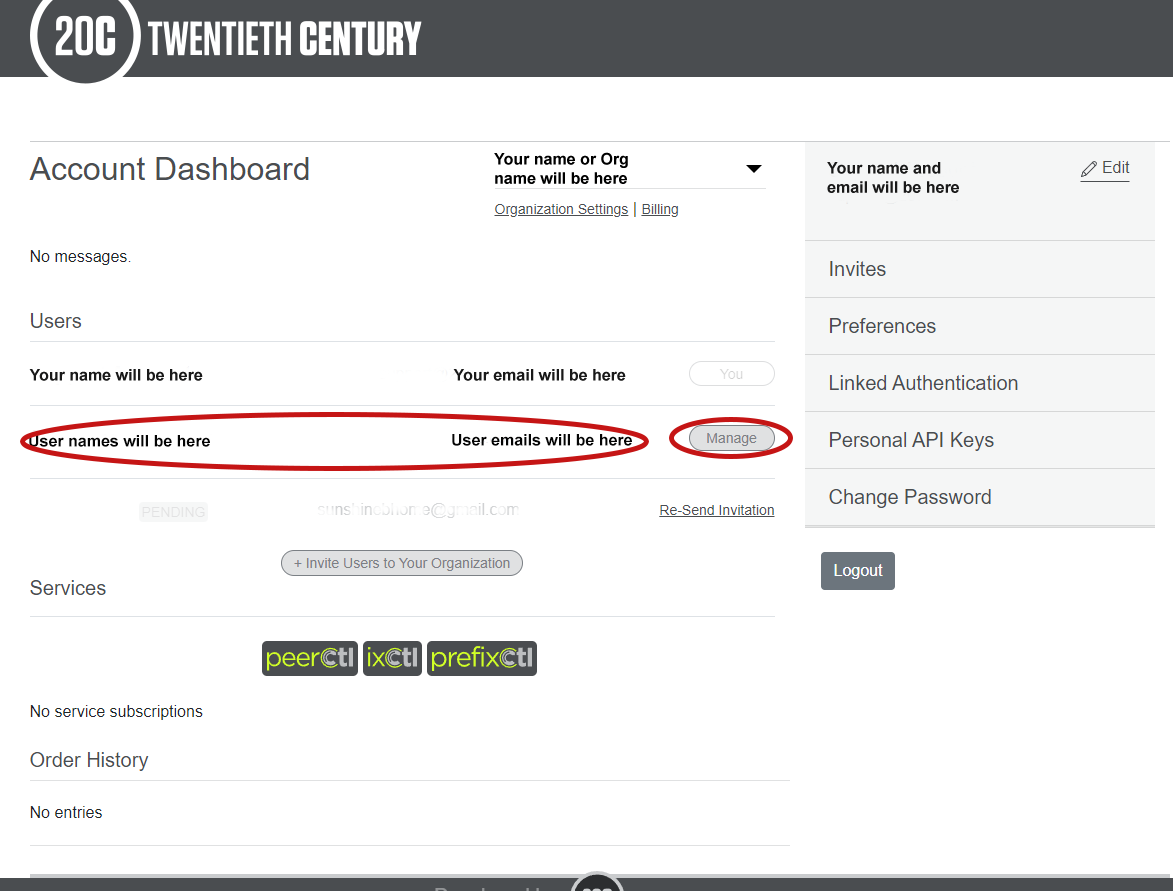 20C TWENTIETH CENTURY
Account Dashboard
Your name or Org
name will be here
Organization Settings | Billing
No messages.
Users
Your name will be here Your email will be here You
User names will be here User emails will be here Manage
PENDING Re-Send Invitation
+ Invite Users to Your Organization
Services
peerCtl ixCtl prefixCtl
No service subscriptions
Order History
No entries
Your name and
email will be here
Edit
Invites
Preferences
Linked Authentication
Personal API Keys
Change Password
Logout